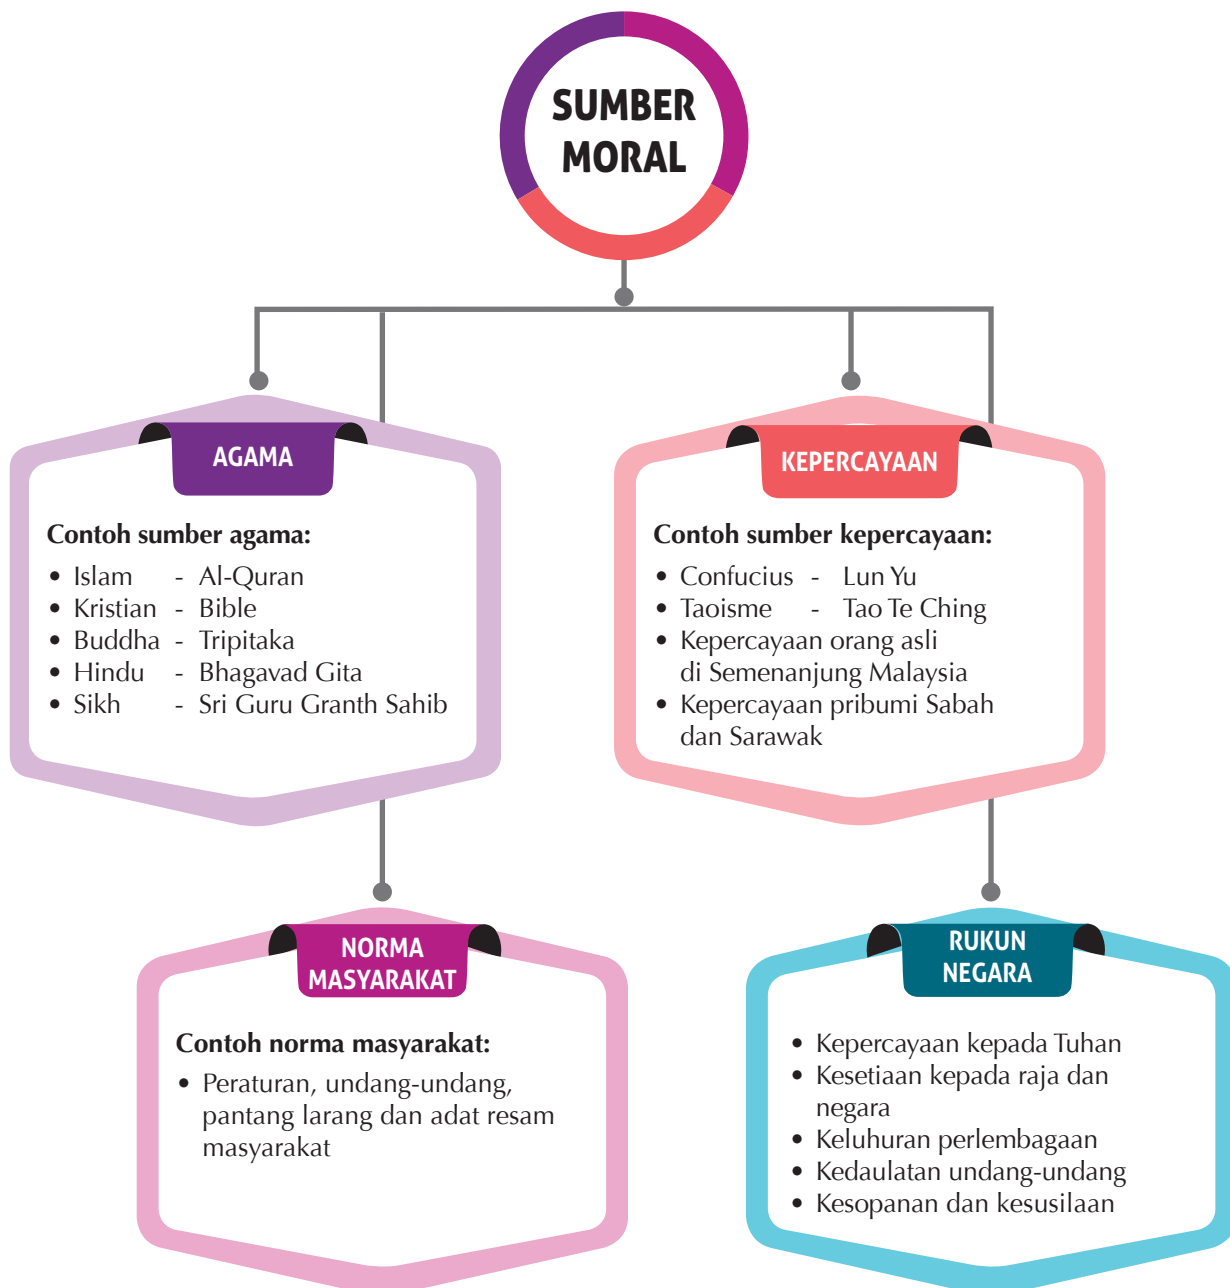 SUMBER
MORAL
AGAMA
Contoh sumber agama:
• Islam - Al-Quran
• Kristian - Bible
• Buddha - Tripitaka
• Hindu - Bhagavad Gita
• Sikh - Sri Guru Granth Sahib
KEPERCAYAAN
Contoh sumber kepercayaan:
• Confucius - Lun Yu
• Taoisme - Tao Te Ching
• Kepercayaan orang asli
di Semenanjung Malaysia
• Kepercayaan pribumi Sabah
dan Sarawak
NORMA
MASYARAKAT
Contoh norma masyarakat:
• Peraturan, undang-undang,
pantang larang dan adat resam
masyarakat
RUKUN
NEGARA
• Kepercayaan kepada Tuhan
• Kesetiaan kepada raja dan
negara
• Keluhuran perlembagaan
• Kedaulatan undang-undang
• Kesopanan dan kesusilaan